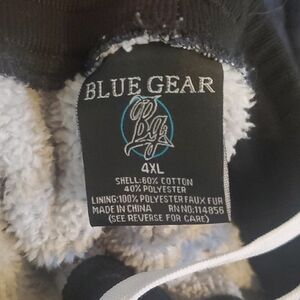 BLUE GEAR
Bg
4XL
SHELL:60% COTTON
40% POLYESTER
LINING:100% POLYESTER FAUX FUR
MADE IN CHINA RN NO:114856
(SEE REVERSE FOR CARE)